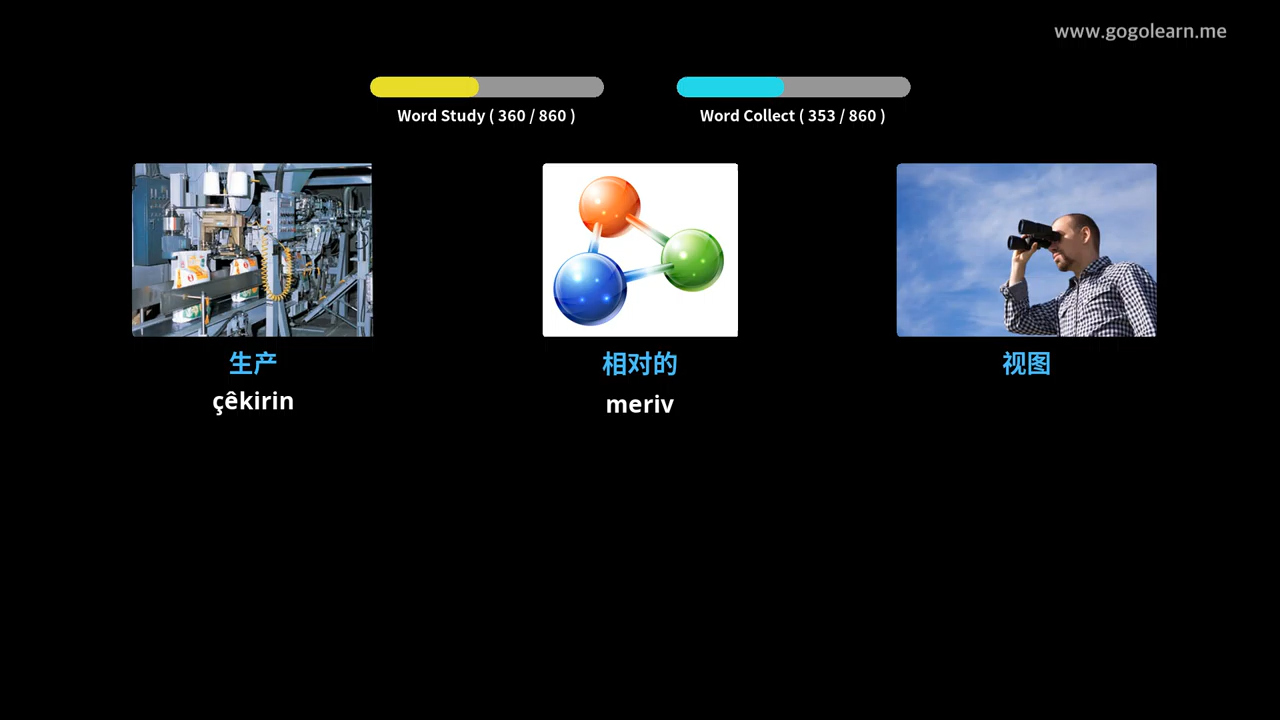 www.gogolearn.me
Word Study ( 360 / 860 )
Word Collect ( 353 / 860 )
生产
相对的
视图
çêkirin
meriv